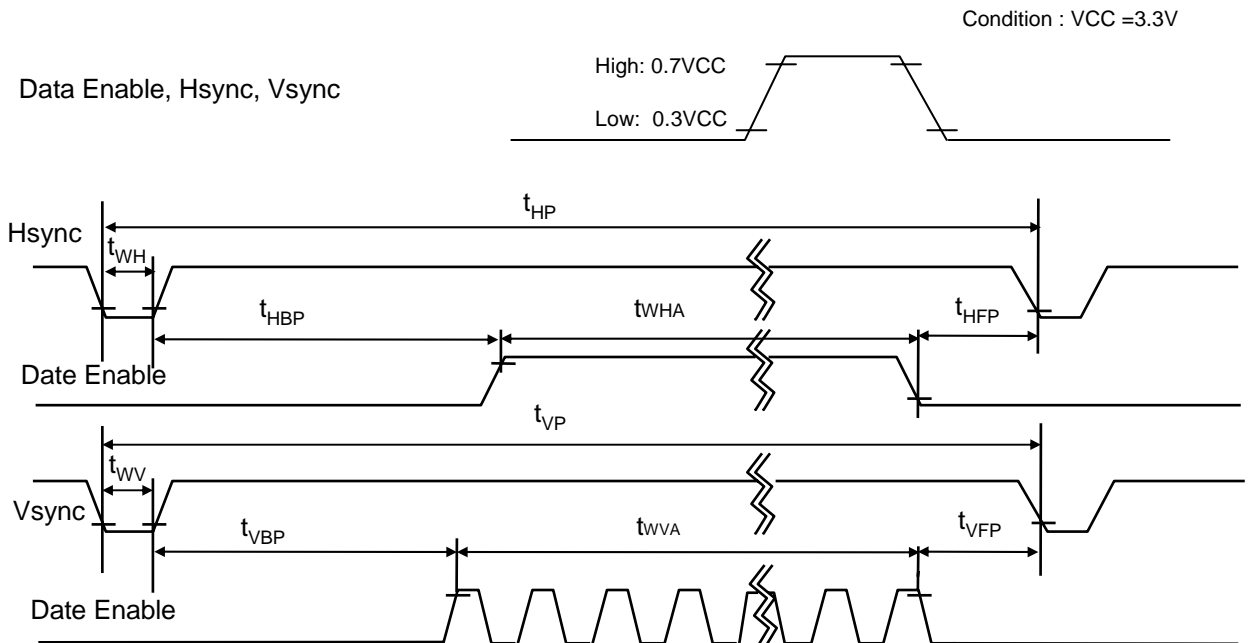 Condition : VCC =3.3V
Data Enable, Hsync, Vsync
High: 0.7VCC
Low: 0.3VCC
tHP
Hsync
tWH
tHBP
tWHA
tHFP
Date Enable
tVP
tWV
Vsync
tVBP
tWVA
tVFP
Date Enable